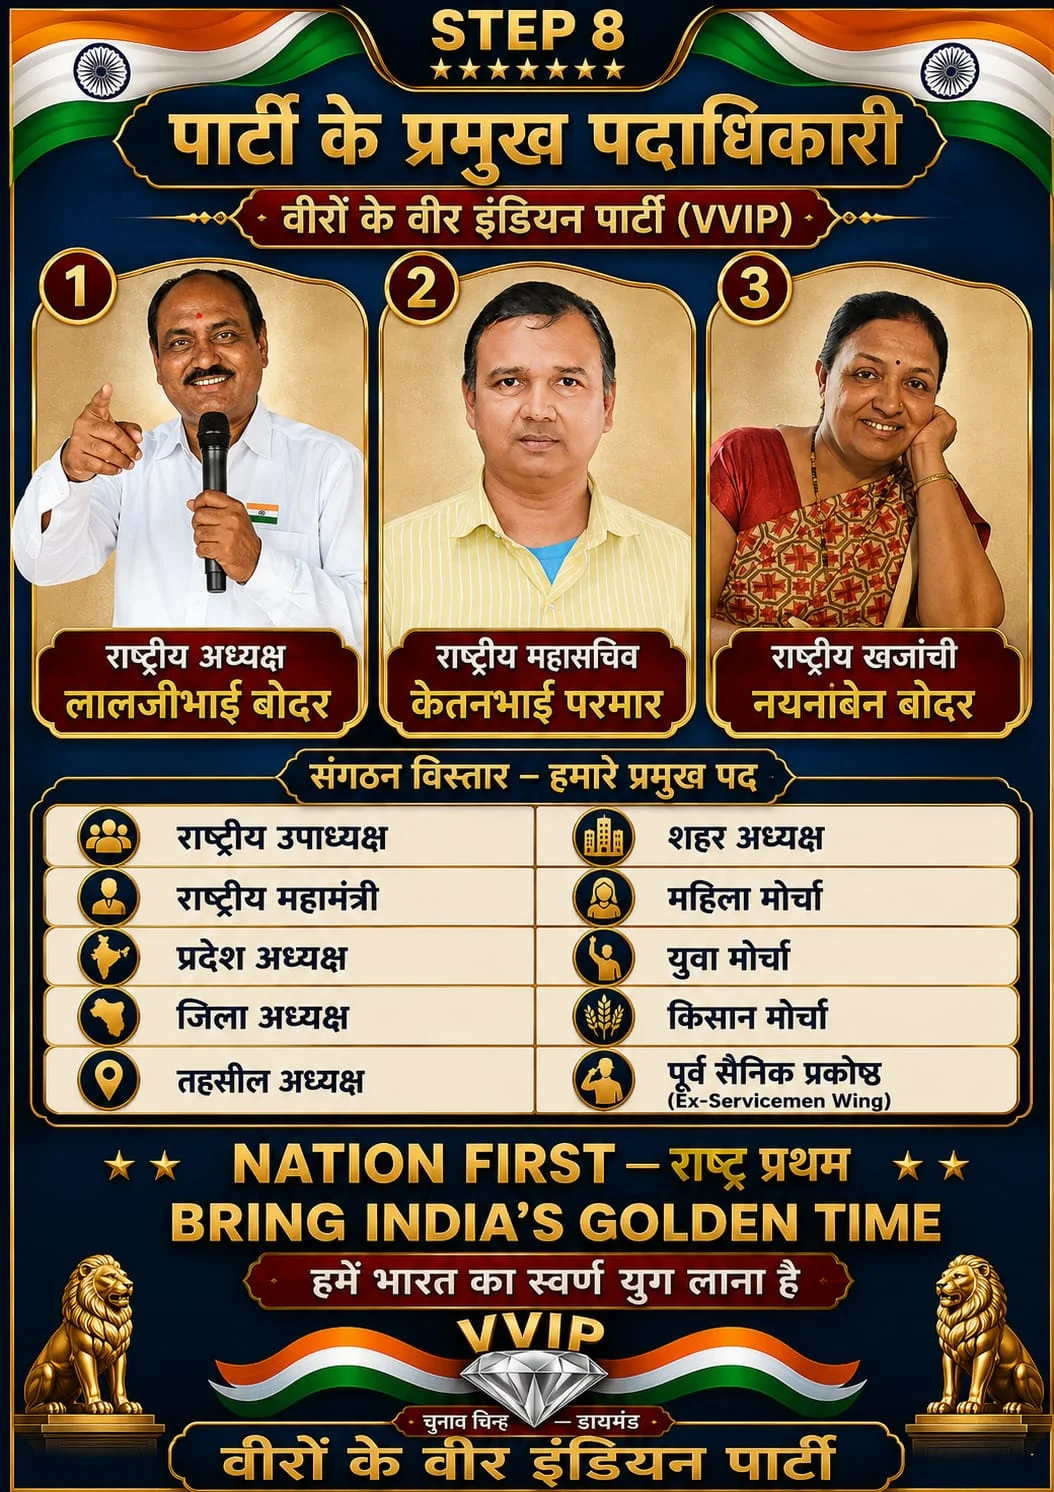 STEP 8
पार्टी के प्रमुख पदाधिकारी
वीरों के वीर इंडियन पार्टी (VVIP)
1
2
3
राष्ट्रीय अध्यक्ष
लालजीभाई बोदर
राष्ट्रीय महासचिव
केतनभाई परमार
राष्ट्रीय खजांची
नयनांबेन बोदर
संगठन विस्तार – हमारे प्रमुख पद
राष्ट्रीय उपाध्यक्ष
शहर अध्यक्ष
राष्ट्रीय महामंत्री
महिला मोर्चा
प्रदेश अध्यक्ष
युवा मोर्चा
जिला अध्यक्ष
किसान मोर्चा
तहसील अध्यक्ष
पूर्व सैनिक प्रकोष्ठ
(Ex-Servicemen Wing)
NATION FIRST – राष्ट्र प्रथम
BRING INDIA'S GOLDEN TIME
हमें भारत का स्वर्ण युग लाना है
VVIP
चुनाव चिन्ह – डायमंड
वीरों के वीर इंडियन पार्टी